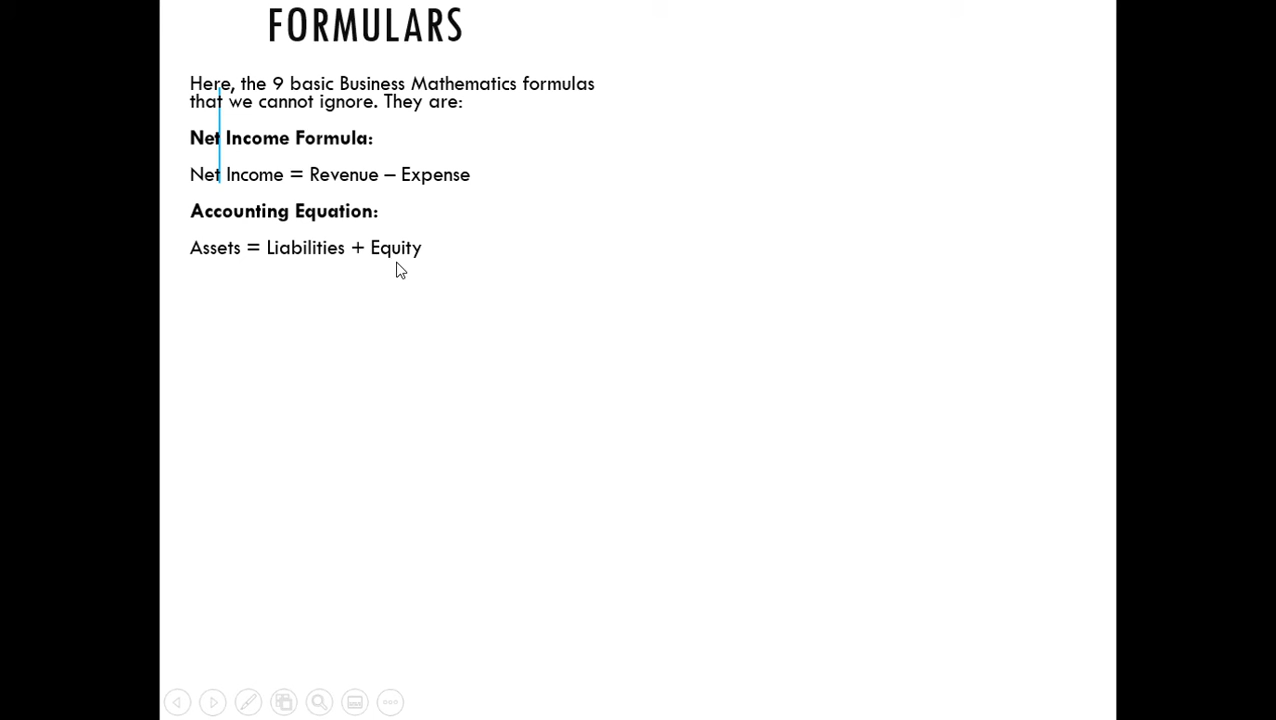 FORMULARS
Here, the 9 basic Business Mathematics formulas
that we cannot ignore. They are:
Net Income Formula:
Net Income = Revenue – Expense
Accounting Equation:
Assets = Liabilities + Equity